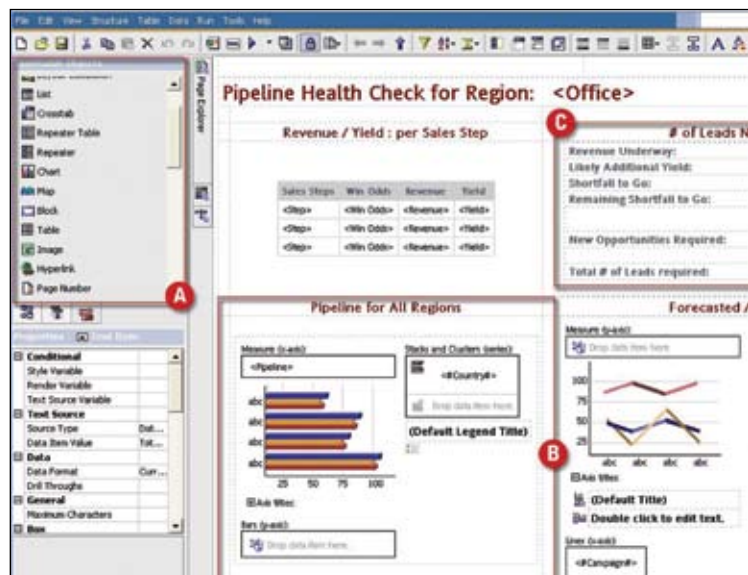 File Edit View Structure Table Data Run Tools Help
Page Explorer
List
Crosstab
Repeater Table
Repeater
Chart
Map
Block
Table
Image
Hyperlink
Page Number
A
Conditional
Style Variable
Render Variable
Text Source Variable
Text Source
Source Type Dat...
Data Item Value Tot...
Data
Data Format Curr...
Drill Throughs
General
Maximum Characters
Box
Pipeline Health Check for Region: <Office>
Revenue / Yield : per Sales Step
Sales Steps Win Odds Revenue Yield
<Step> <Win Odds> <Revenue> <Yield>
<Step> <Win Odds> <Revenue> <Yield>
<Step> <Win Odds> <Revenue> <Yield>
C
# of Leads N
Revenue Underway:
Likely Additional Yield:
Shortfall to Go:
Remaining Shortfall to Go:
New Opportunities Required:
Total # of Leads required:
Pipeline for All Regions
Measure (y-axis):
<Pipeline>
Stacks and Clusters (series):
<#Country#>
Drop data item here
(Default Legend Title)
abc
abc
abc
abc
25 50 75 100
Axis titles:
Bars (x-axis):
Drop data item here
B
Forecasted /
Measure (y-axis):
Drop data item here
100
75
50
25
abc abc abc abc
Axis titles:
(Default Title)
Double click to edit text.
Lines (x-axis):
<#Campaign#>